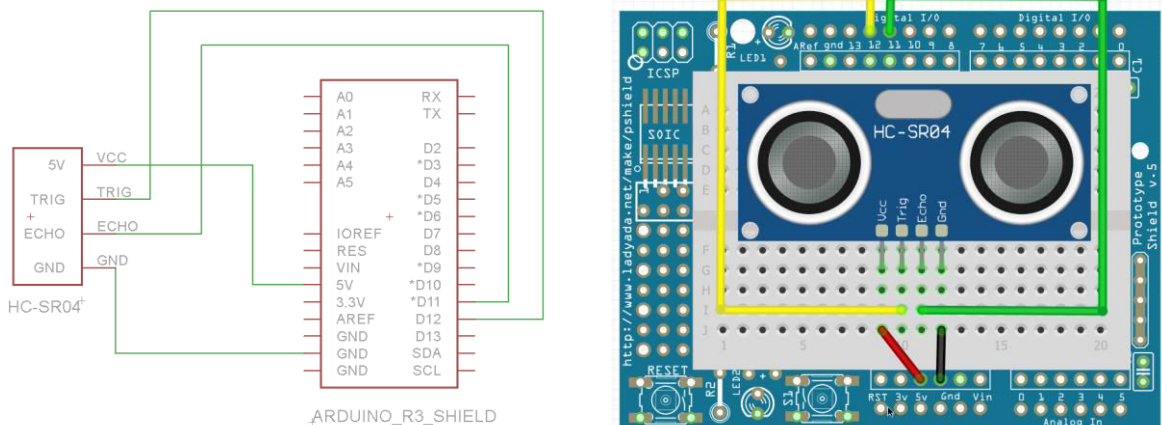 5V
VCC
TRIG
TRIG
ECHO
ECHO
GND
GND
HC-SR04
A0
A1
A2
A3
A4
A5
IOREF
RES
VIN
5V
3.3V
AREF
GND
GND
GND
RX
TX
D2
*D3
D4
*D5
*D6
D7
D8
*D9
*D10
*D11
D12
D13
SDA
SCL
ARDUINO_R3_SHIELD
Digital I/O
Digital I/O
ARef gnd 13 12 11 10 9 8
7 6 5 4 3 2 0
R1
LED1
C1
ICSP
SOIC
http://www.ladyada.net/make/pshield
1
HC-SR04
Vcc
Trig
Echo
Gnd
A
B
C
D
E
F
G
H
I
J
1 5 10 15 20
Prototype
Shield v.5
RESET
R2
LED2
S1
RST 3v 5v Gnd Vin
0 1 2 3 4 5
Analog In